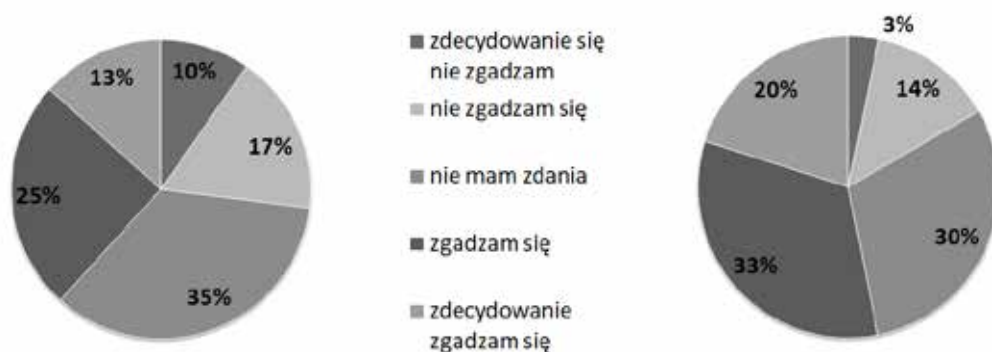 13%
10%
17%
25%
35%
zdecydowanie się
nie zgadzam
nie zgadzam się
nie mam zdania
zgadzam się
zdecydowanie
zgadzam się
3%
20%
14%
33%
30%